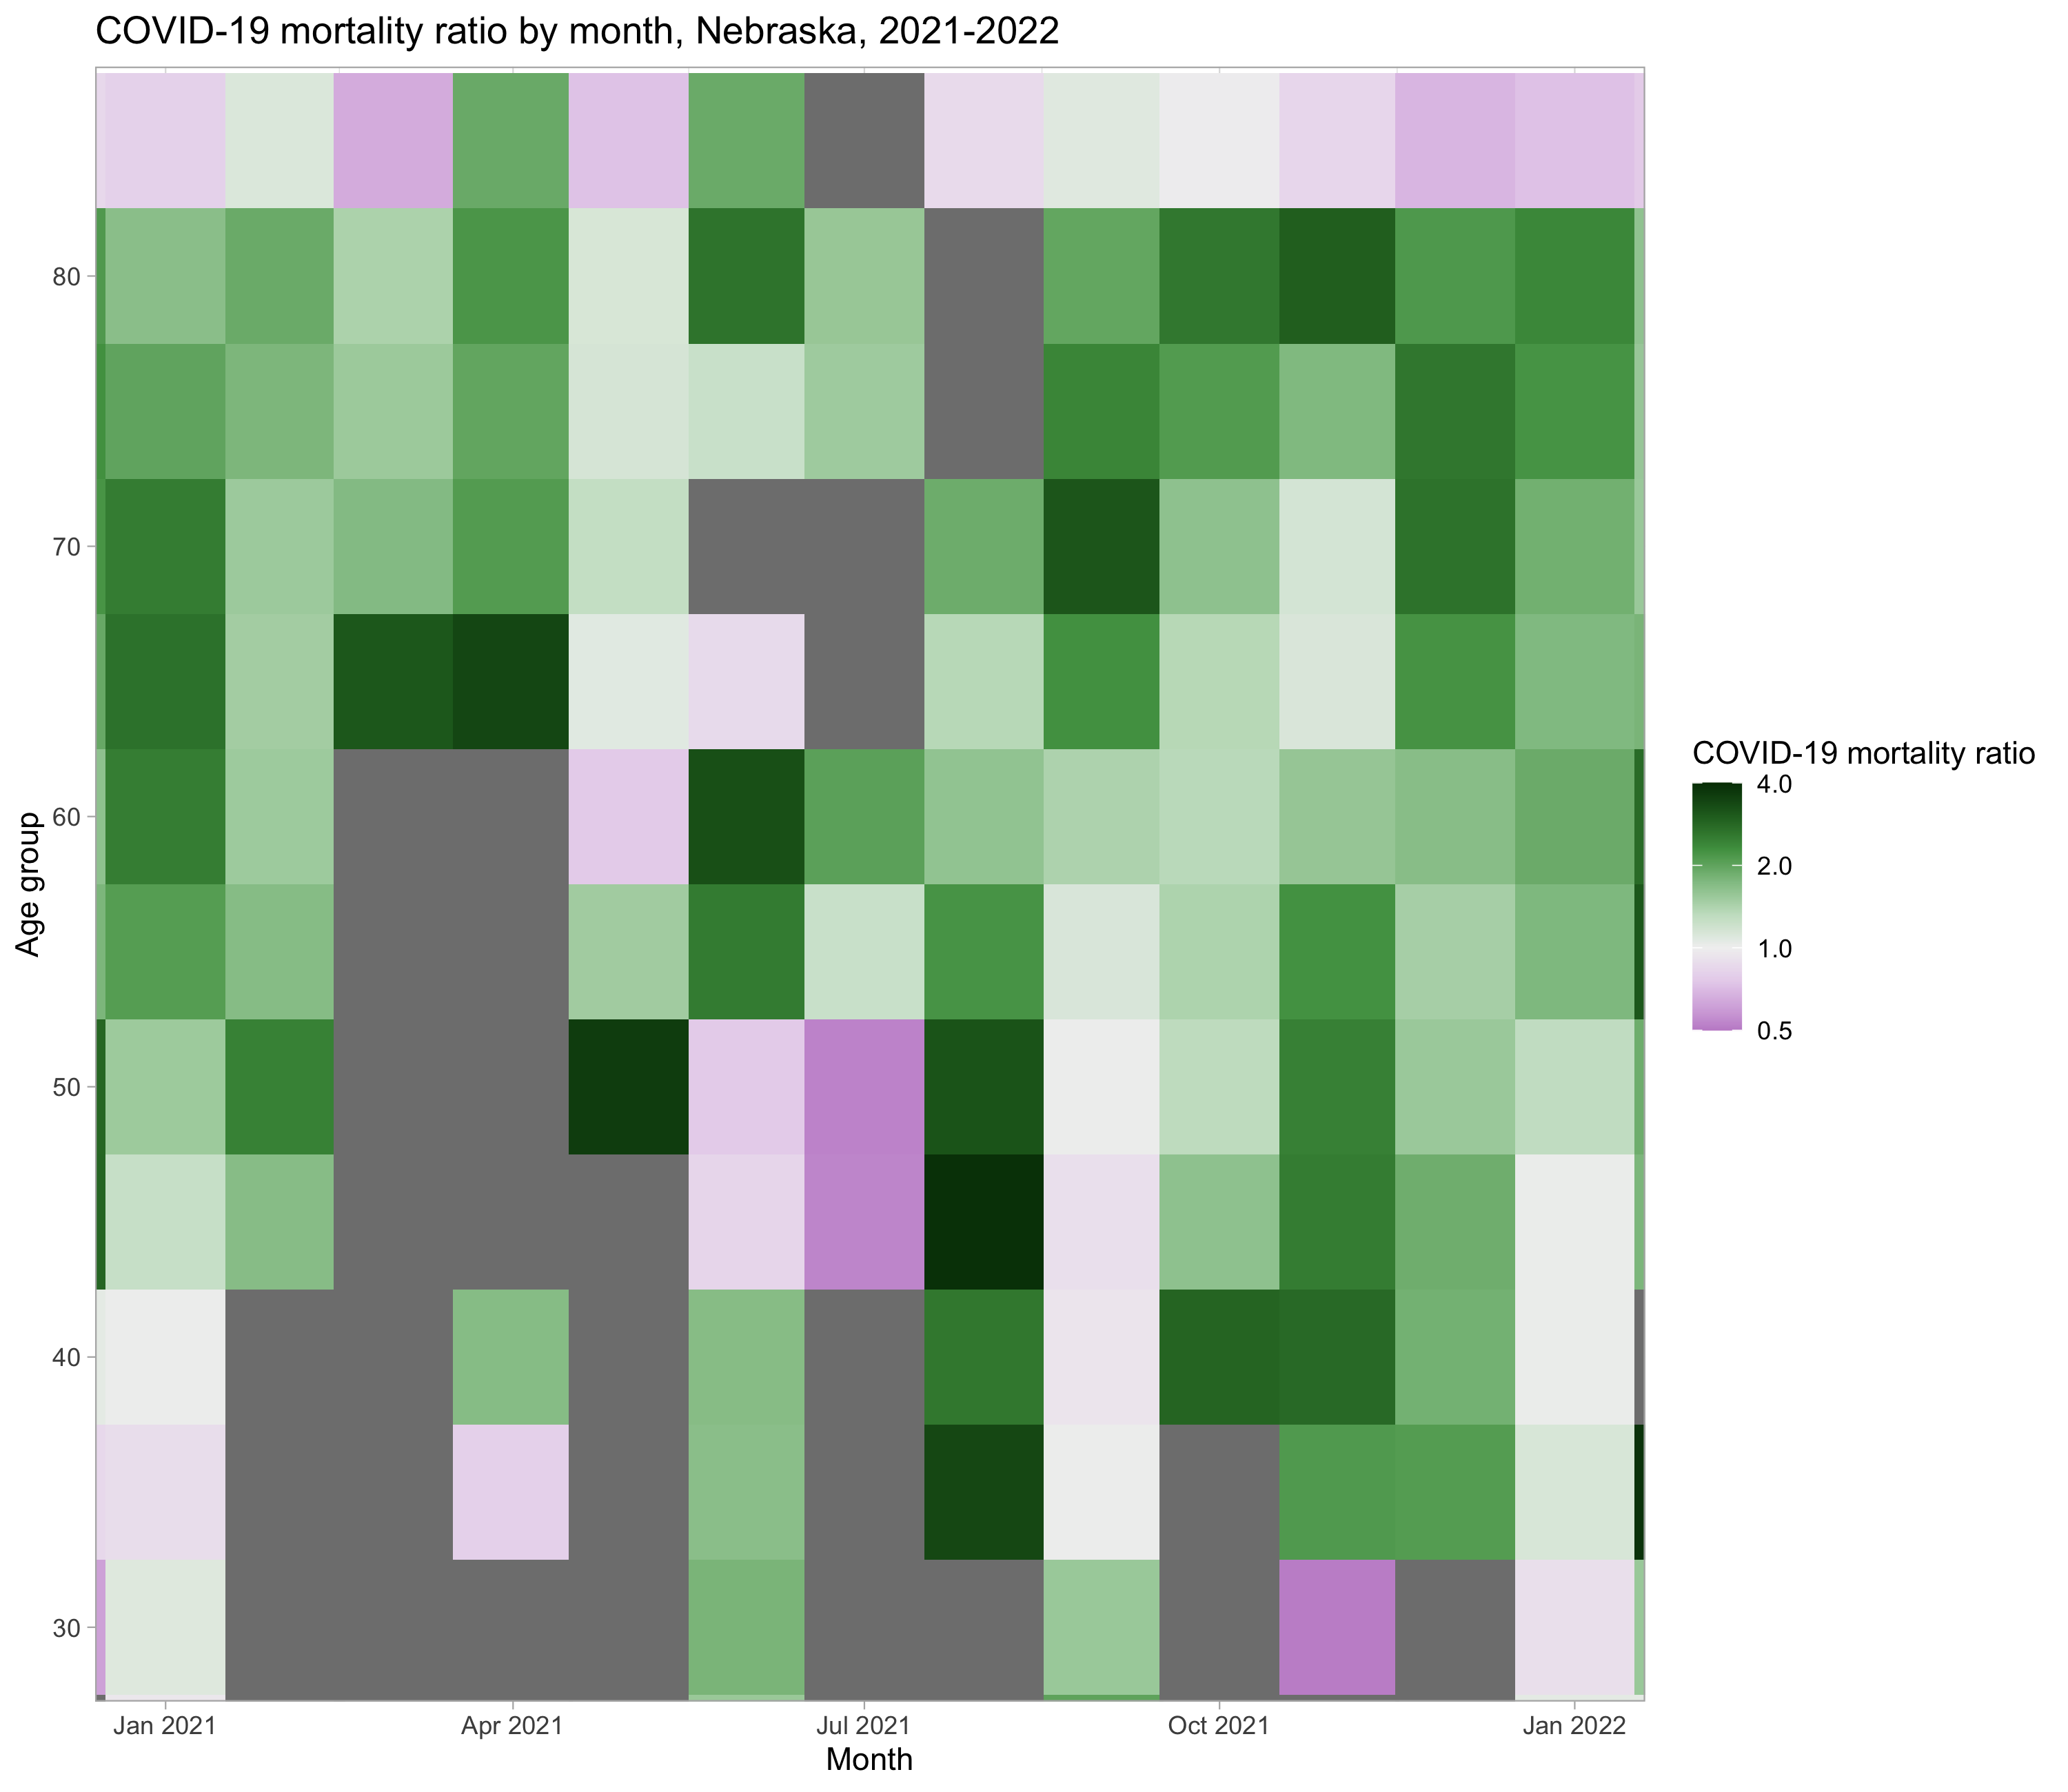 COVID-19 mortality ratio by month, Nebraska, 2021-2022
80
70
60
50
40
30
Age group
Jan 2021
Apr 2021
Jul 2021
Oct 2021
Jan 2022
Month
COVID-19 mortality ratio
4.0
2.0
1.0
0.5